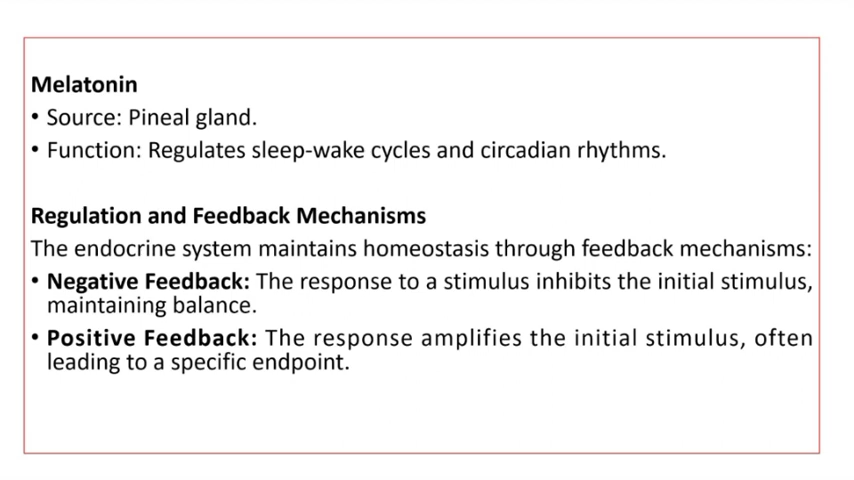 Melatonin
• Source: Pineal gland.
• Function: Regulates sleep-wake cycles and circadian rhythms.
Regulation and Feedback Mechanisms
The endocrine system maintains homeostasis through feedback mechanisms:
• Negative Feedback: The response to a stimulus inhibits the initial stimulus,
maintaining balance.
• Positive Feedback: The response amplifies the initial stimulus, often
leading to a specific endpoint.